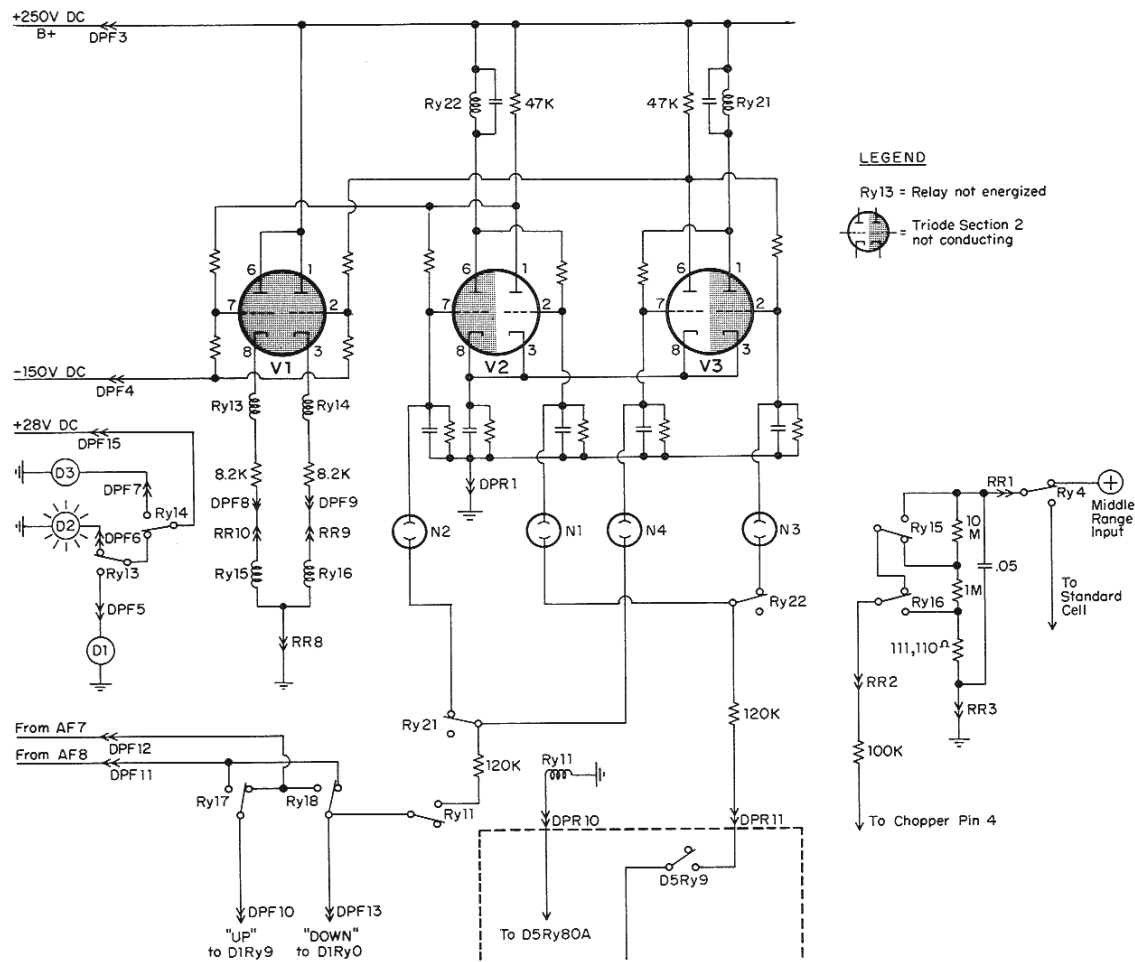 +250V DC
B+
DPF3
Ry22
47K
47K
Ry21
LEGEND
Ry13 = Relay not energized
= Triode Section 2
not conducting
6
1
7
2
8
3
V1
6
1
7
2
8
3
V2
6
1
7
2
8
3
V3
-150V DC
DPF4
Ry13
Ry14
+28V DC
DPF15
D3
DPF7
8.2K
8.2K
DPF8
DPF9
DPR1
Ry14
D2
DPF6
RR10
RR9
N2
N1
N4
N3
Ry13
Ry15
Ry16
Ry22
DPF5
D1
RR8
RR1
Ry4
+
Middle
Range
Input
Ry15
10
M
.05
Ry16
1M
To
Standard
Cell
111,110Ω
RR2
RR3
100K
To Chopper Pin 4
Ry21
120K
120K
From AF7
DPF12
From AF8
DPF11
Ry17
Ry18
Ry11
Ry11
DPR10
DPR11
D5Ry9
DPF10
DPF13
"UP"
to D1Ry9
"DOWN"
to D1Ry0
To D5Ry80A